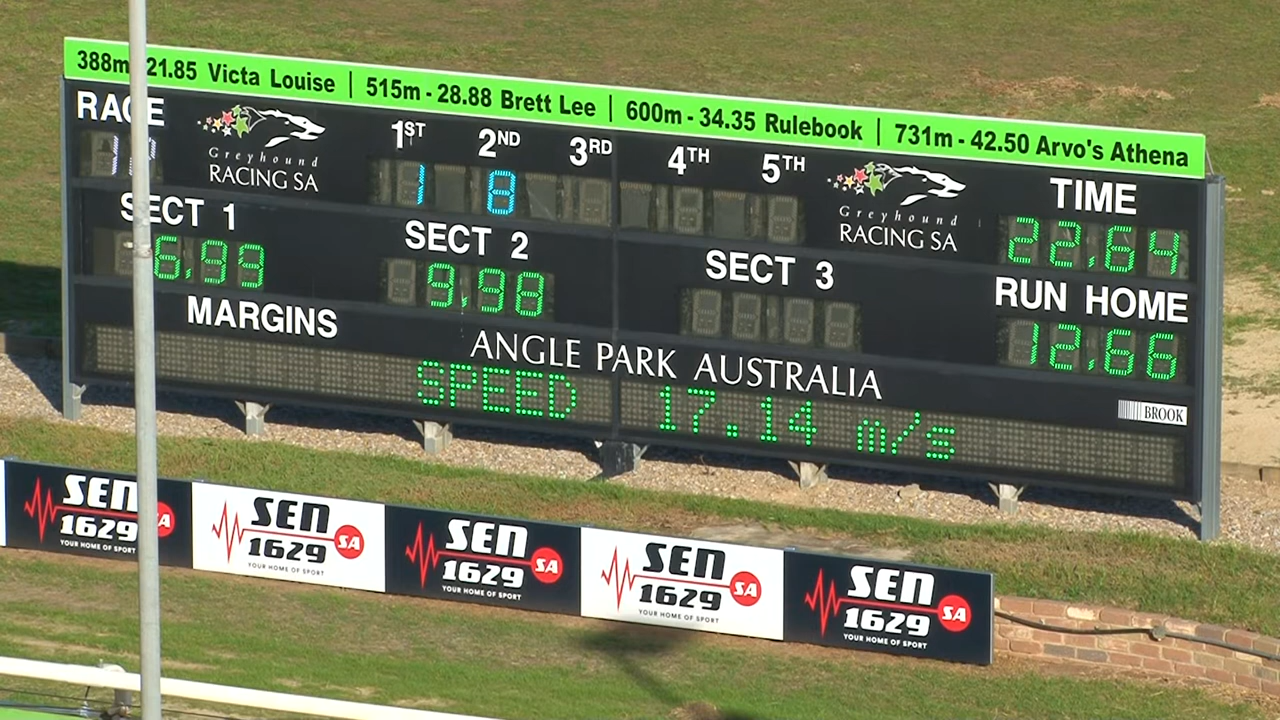 388m 21.85 Victa Louise | 515m - 28.88 Brett Lee | 600m - 34.35 Rulebook | 731m - 42.50 Arvo's Athena
RACE
Greyhound
RACING SA
1ST 2ND 3RD 4TH 5TH
1 8
Greyhound
RACING SA
TIME
22.64
SECT 1
6.99
SECT 2
9.98
SECT 3
RUN HOME
12.66
MARGINS
ANGLE PARK AUSTRALIA
SPEED 17.14 m/s
BROOK
SEN
1629
YOUR HOME OF SPORT
SEN
1629 SA
YOUR HOME OF SPORT
SEN
1629 SA
YOUR HOME OF SPORT
SEN
1629 SA
YOUR HOME OF SPORT
SEN
1629 SA
YOUR HOME OF SPORT